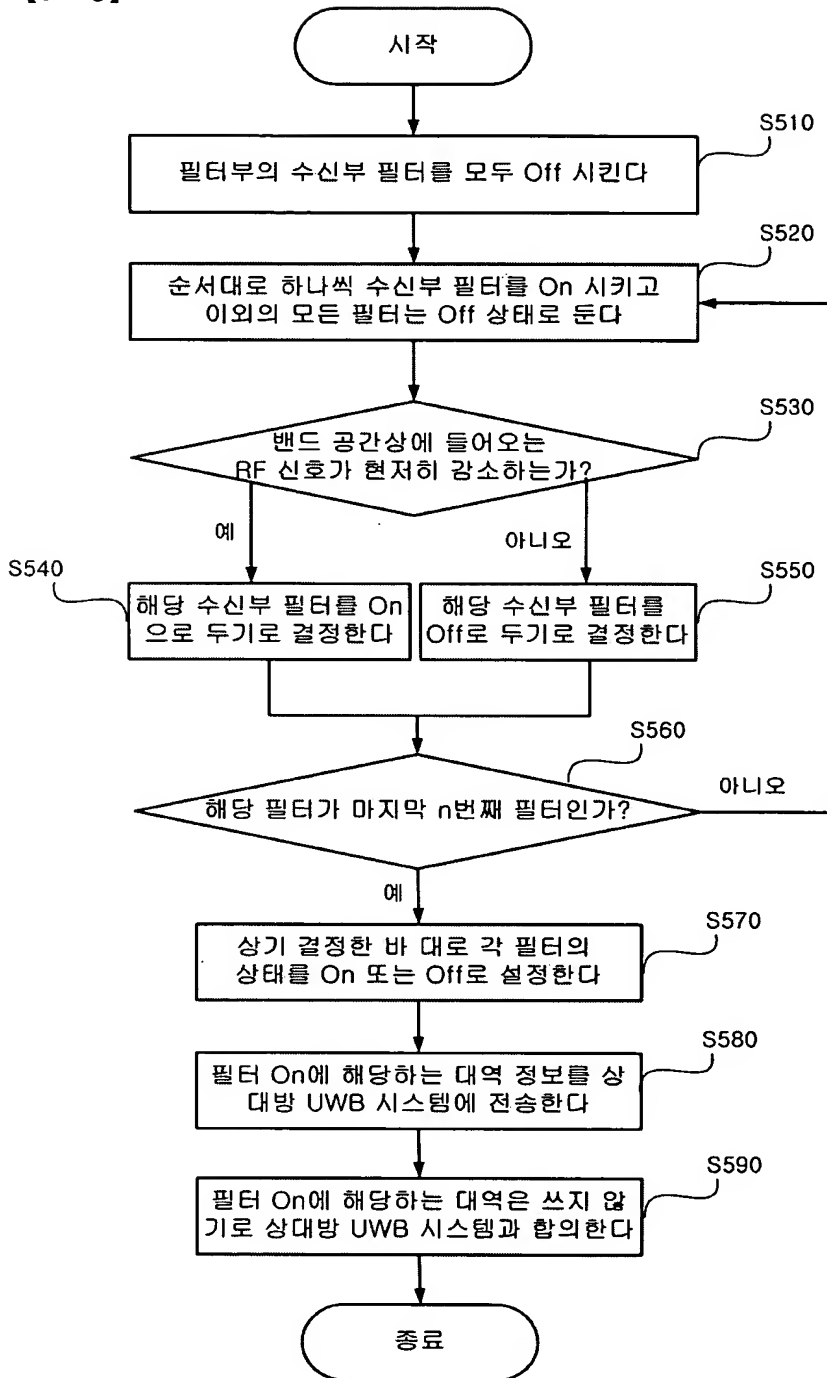 시작
S510
필터부의 수신부 필터를 모두 Off 시킨다
S520
순서대로 하나씩 수신부 필터를 On 시키고
이외의 모든 필터는 Off 상태로 둔다
S530
밴드 공간상에 들어오는
RF 신호가 현저히 감소하는가?
예
아니오
S540
해당 수신부 필터를 On
으로 두기로 결정한다
S550
해당 수신부 필터를
Off로 두기로 결정한다
S560
해당 필터가 마지막 n번째 필터인가?
아니오
예
S570
상기 결정한 바 대로 각 필터의
상태를 On 또는 Off로 설정한다
S580
필터 On에 해당하는 대역 정보를 상
대방 UWB 시스템에 전송한다
S590
필터 On에 해당하는 대역은 쓰지 않
기로 상대방 UWB 시스템과 합의한다
종료